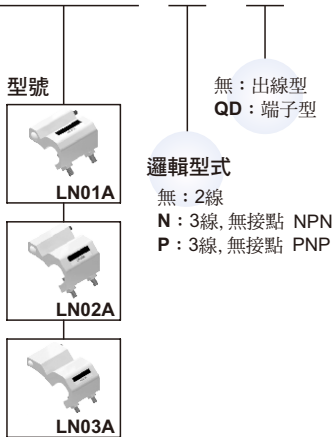 型號
LN01A
LN02A
LN03A
邏輯型式
無：2線
N：3線, 無接點 NPN
P：3線, 無接點 PNP
無：出線型
QD：端子型